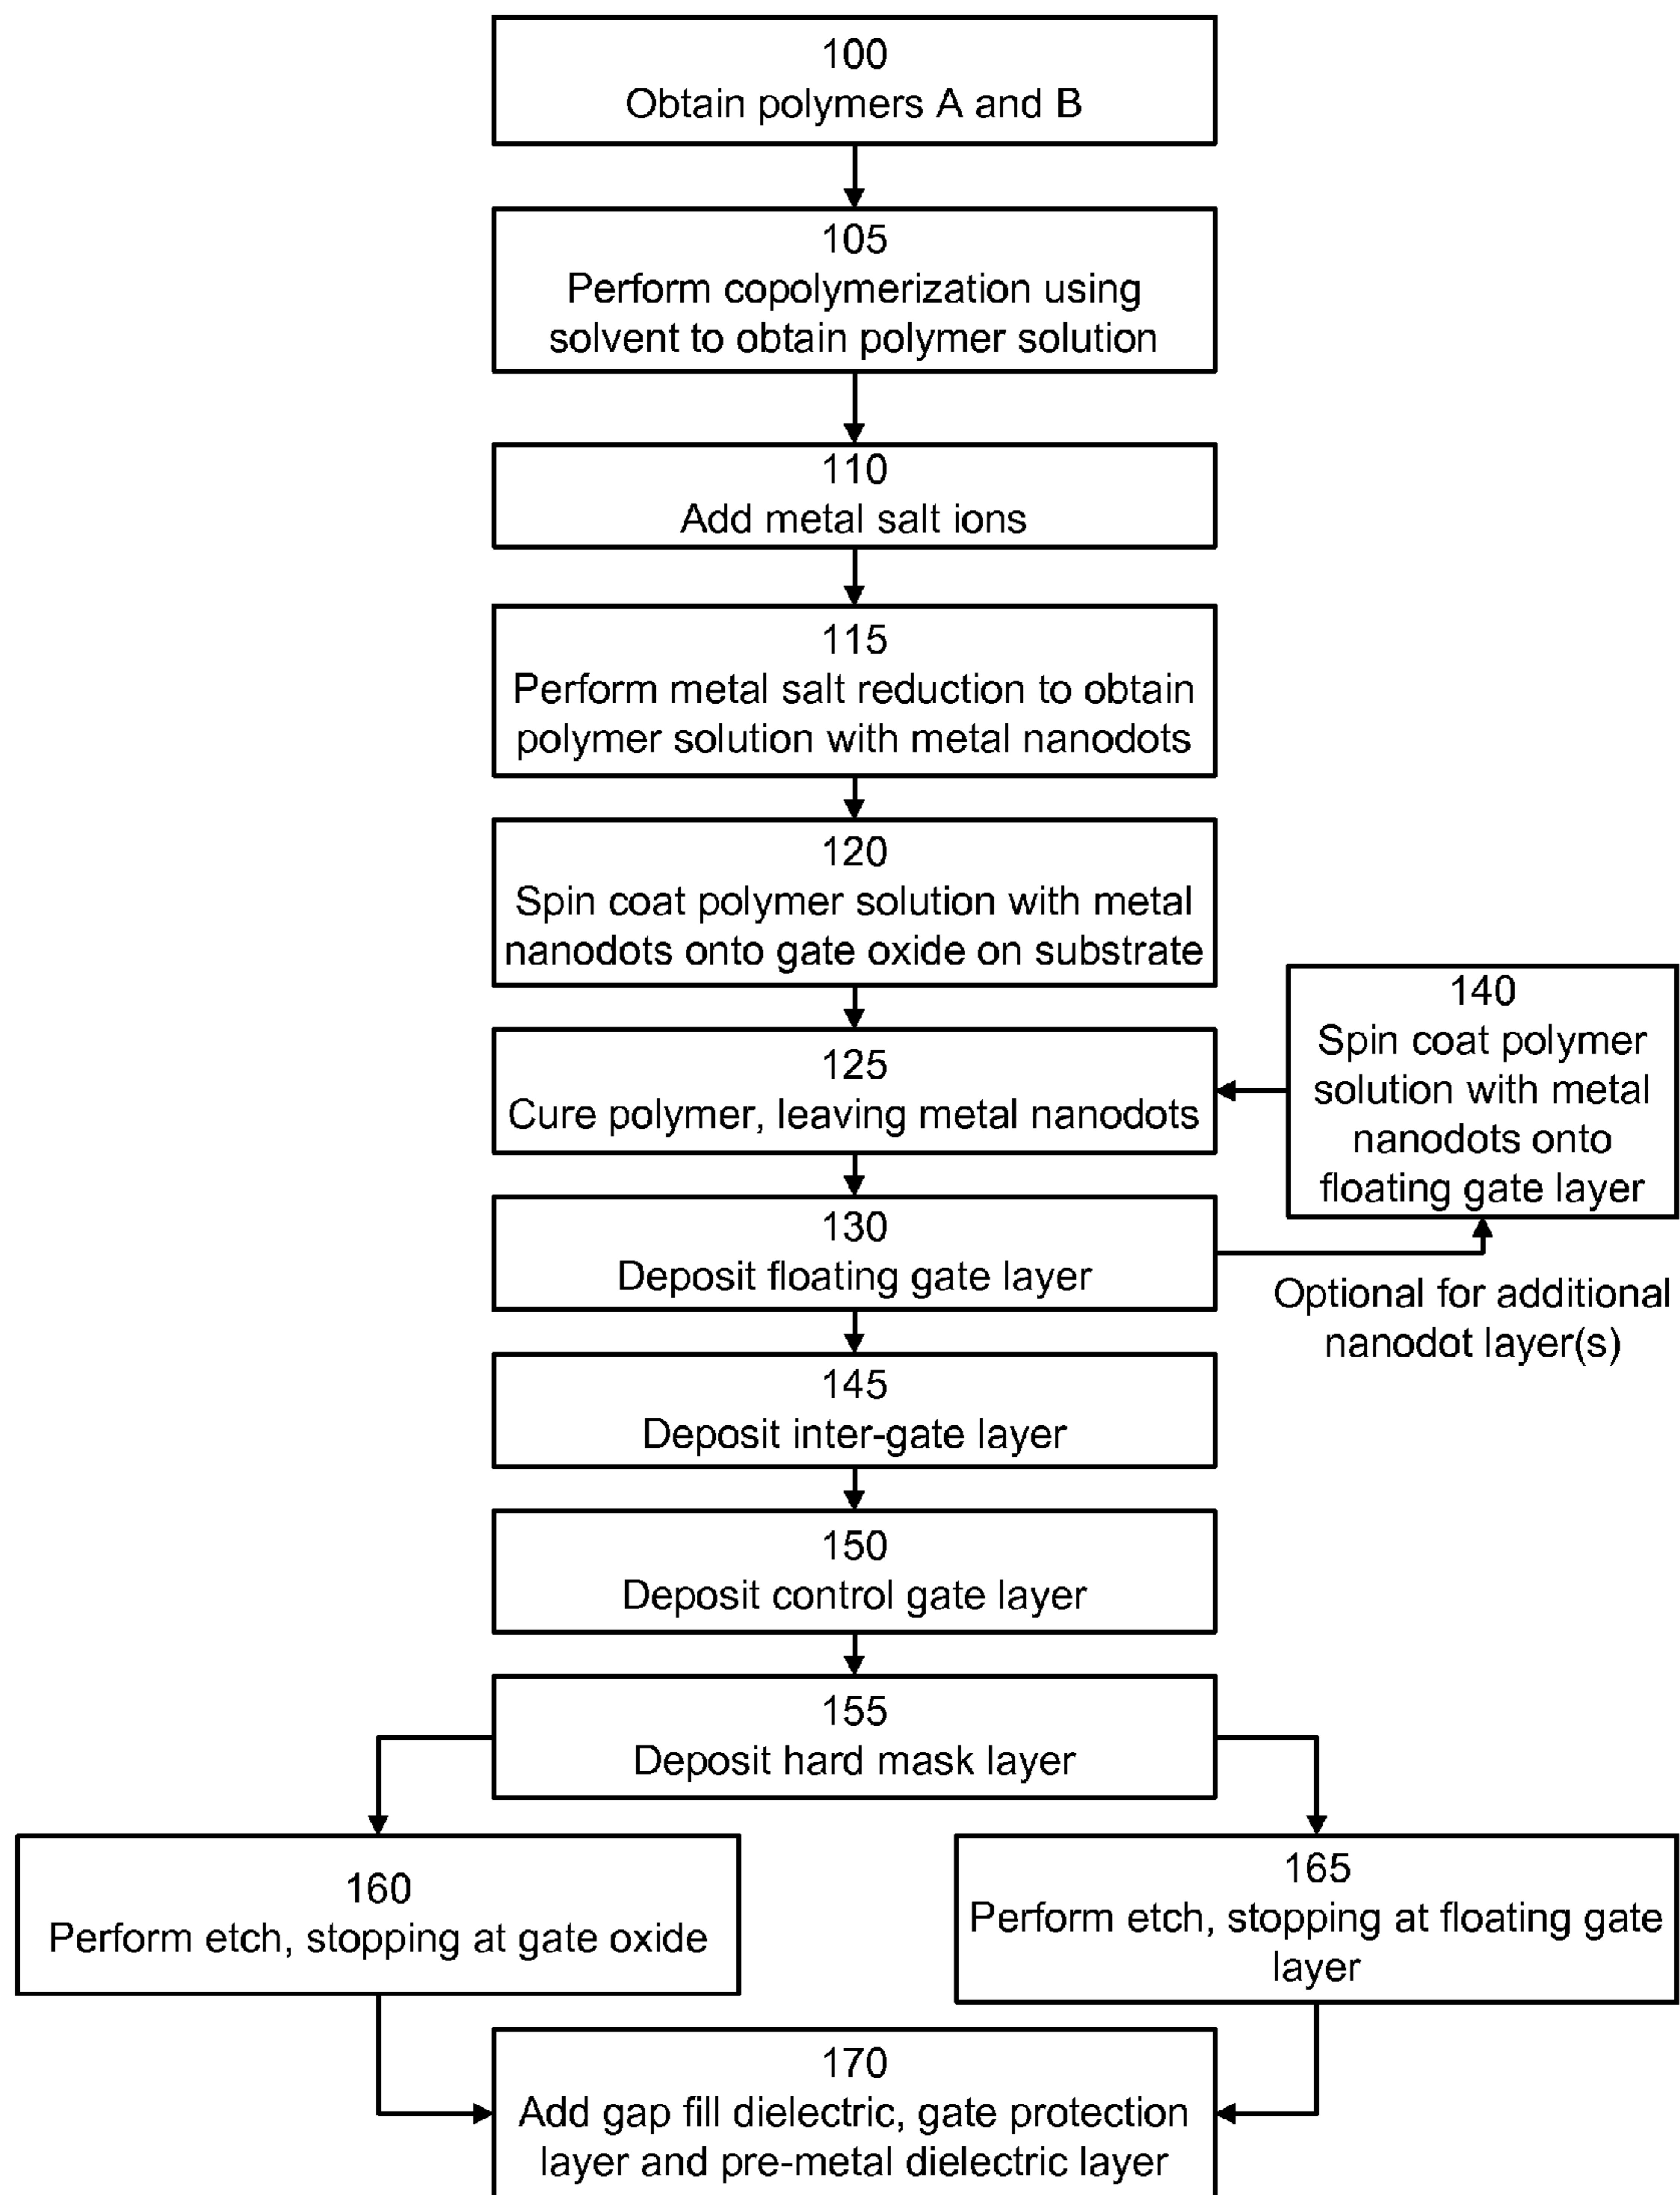 100
Obtain polymers A and B
105
Perform copolymerization using
solvent to obtain polymer solution
110
Add metal salt ions
115
Perform metal salt reduction to obtain
polymer solution with metal nanodots
120
Spin coat polymer solution with metal
nanodots onto gate oxide on substrate
125
Cure polymer, leaving metal nanodots
130
Deposit floating gate layer
140
Spin coat polymer
solution with metal
nanodots onto
floating gate layer
Optional for additional
nanodot layer(s)
145
Deposit inter-gate layer
150
Deposit control gate layer
155
Deposit hard mask layer
160
Perform etch, stopping at gate oxide
165
Perform etch, stopping at floating gate
layer
170
Add gap fill dielectric, gate protection
layer and pre-metal dielectric layer